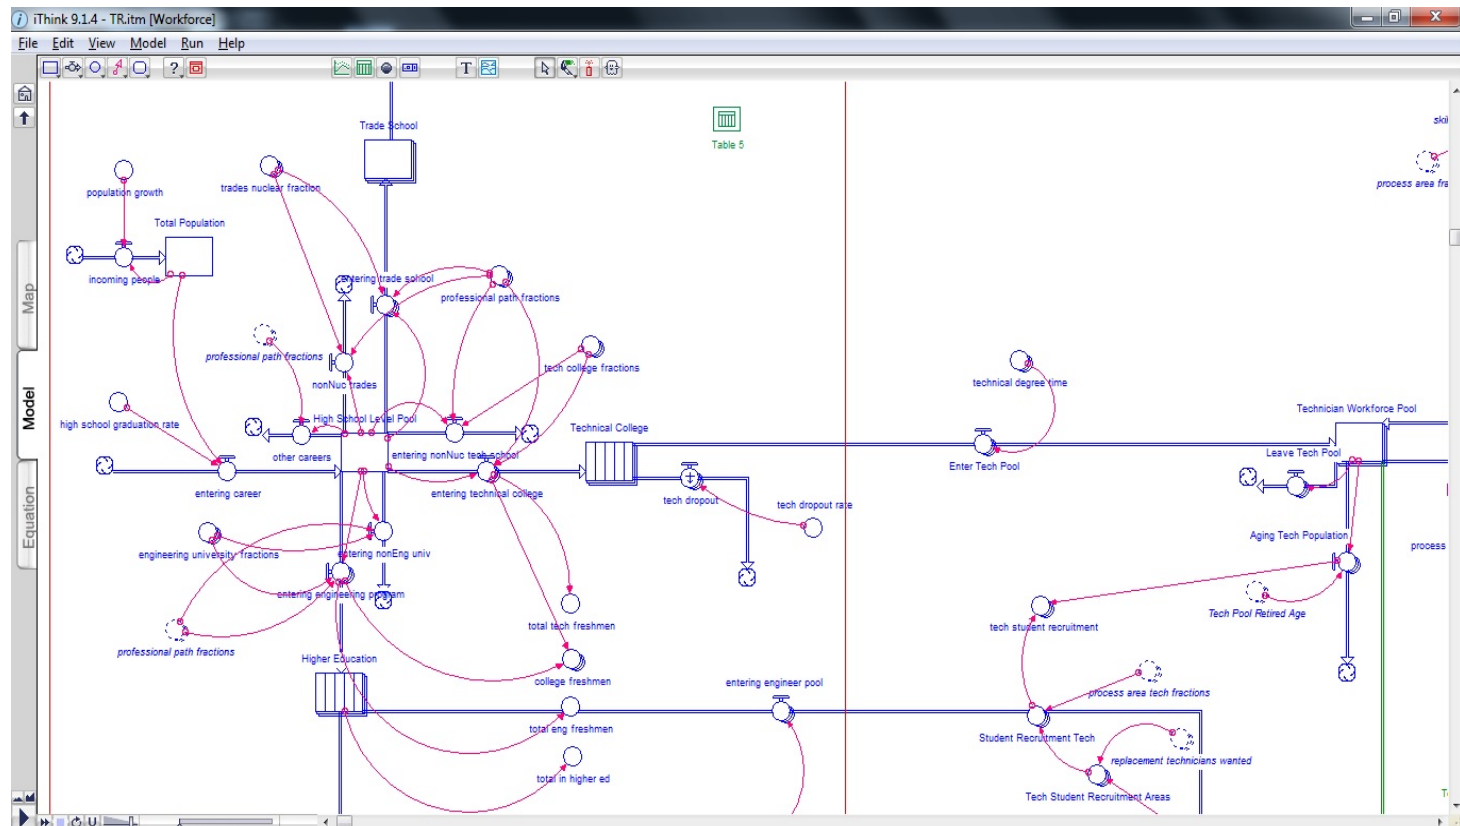 iThink 9.1.4 - TR.itm [Workforce]
File Edit View Model Run Help
T
?
Map
Model
Equation
Trade School
Table 5
population growth
trades nuclear fraction
process area fra
Total Population
incoming people
entering trade school
professional path fractions
professional path fractions
tech college fractions
nonNuc trades
technical degree time
high school graduation rate
High School Level Pool
Technician Workforce Pool
Technical College
other careers
entering nonNuc tech school
Leave Tech Pool
Enter Tech Pool
entering career
entering technical college
tech dropout
tech dropout rate
engineering university fractions
entering nonEng univ
Aging Tech Population
process
entering engineering program
total tech freshmen
Tech Pool Retired Age
tech student recruitment
professional path fractions
Higher Education
college freshmen
entering engineer pool
process area tech fractions
total eng freshmen
Student Recruitment Tech
replacement technicians wanted
total in higher ed
Tech Student Recruitment Areas
U